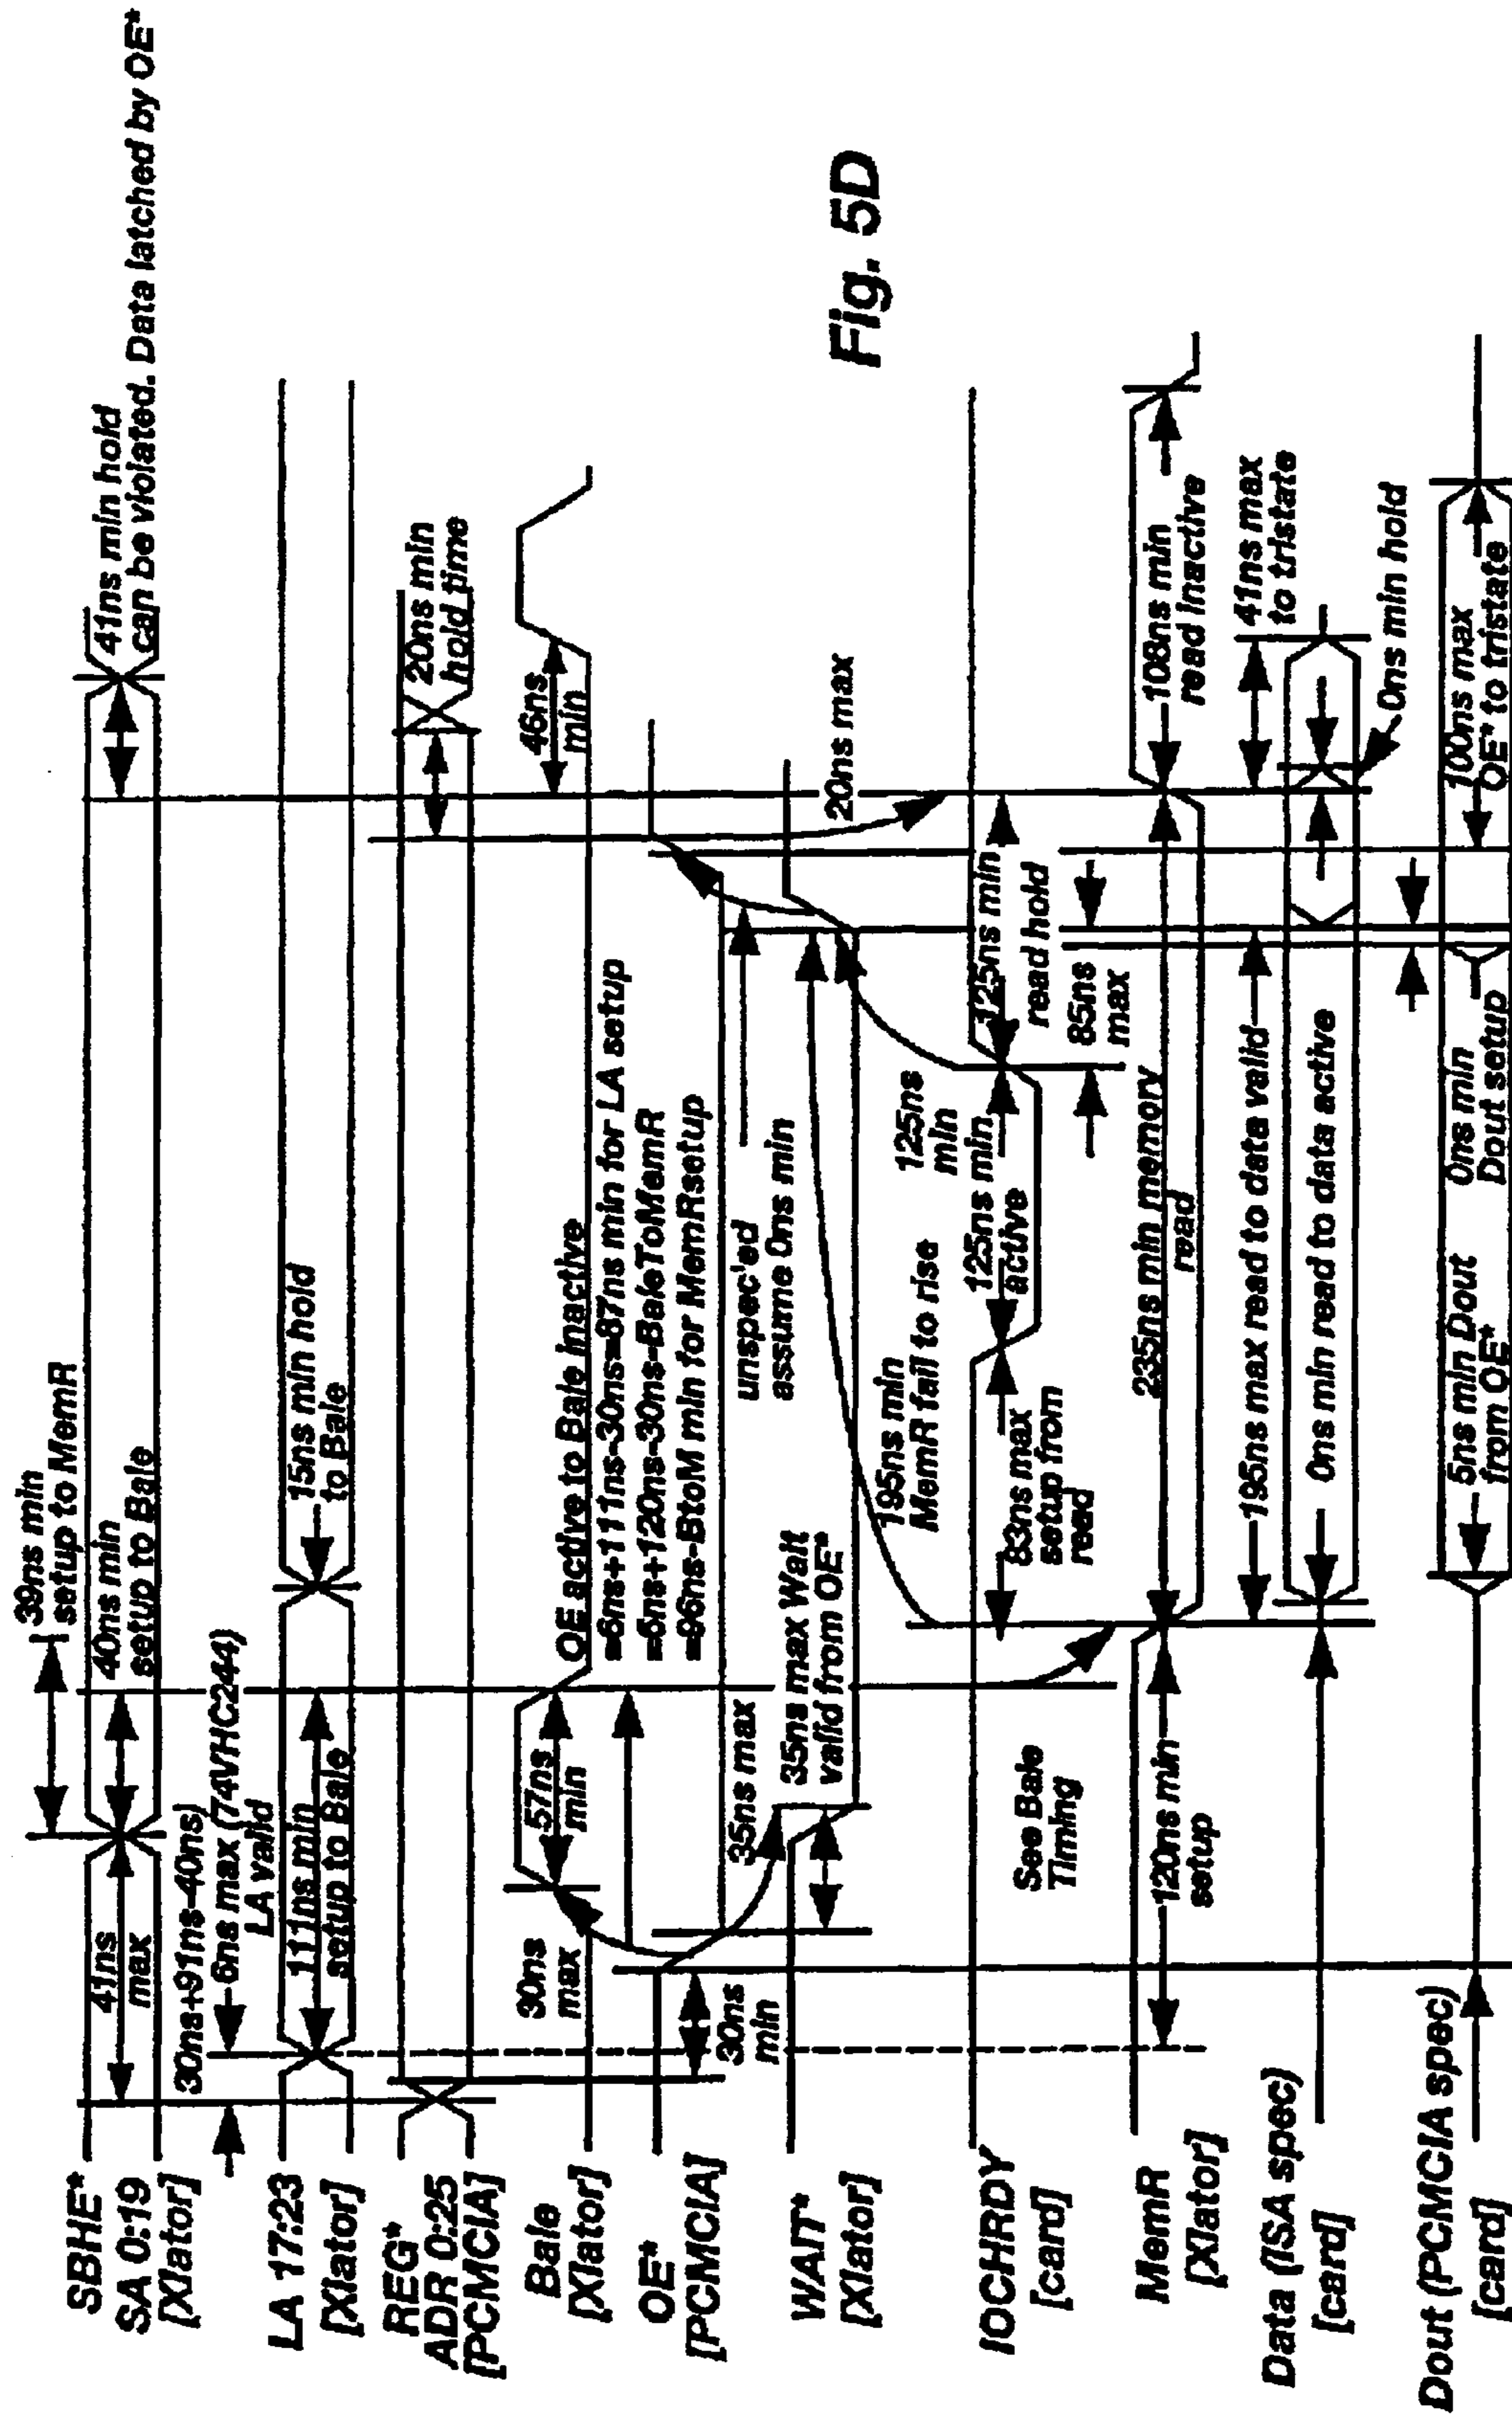 39ns min
setup to MemR
SBHE*
SA 0:19
[Xlator]
41ns
max
40ns min
setup to Bale
41ns min hold
can be violated. Data latched by OE*
30ns+91ns-40ns)
6ns max (74VHC244)
LA valid
LA 17:23
[Xlator]
111ns min
setup to Bale
15ns min hold
to Bale
REG*
ADR 0:25
[PCMCIA]
20ns min
hold time
Bale
[Xlator]
30ns
max
57ns
min
OE active to Bale inactive
=6ns+111ns-30ns=87ns min for LA setup
=6ns+120ns-30ns-BaleToMemR
=96ns-BtoM min for MemRsetup
46ns
min
OE*
[PCMCIA]
30ns
min
35ns max
unspec'ed
assume 0ns min
WAIT*
[Xlator]
35ns max Wait
valid from OE*
20ns max
Fig. 5D
195ns min
MemR fail to rise
125ns
min
IOCHRDY
[card]
See Bale
Timing
83ns max
setup from
read
125ns min
active
125ns min
read hold
85ns
max
MemR
[Xlator]
120ns min
setup
235ns min memory
read
108ns min
read inactive
Data (ISA spec)
[card]
195ns max read to data valid
0ns min read to data active
41ns max
to tristate
0ns min hold
Dout (PCMCIA spec)
[card]
5ns min Dout
from OE*
0ns min
Dout setup
100ns max
OE* to tristate